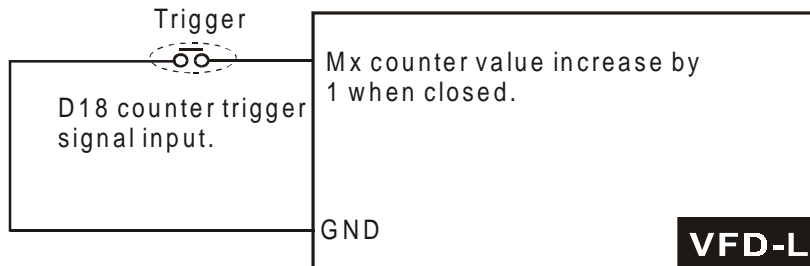 Trigger
Mx counter value increase by
1 when closed.
D18 counter trigger
signal input.
GND
VFD-L